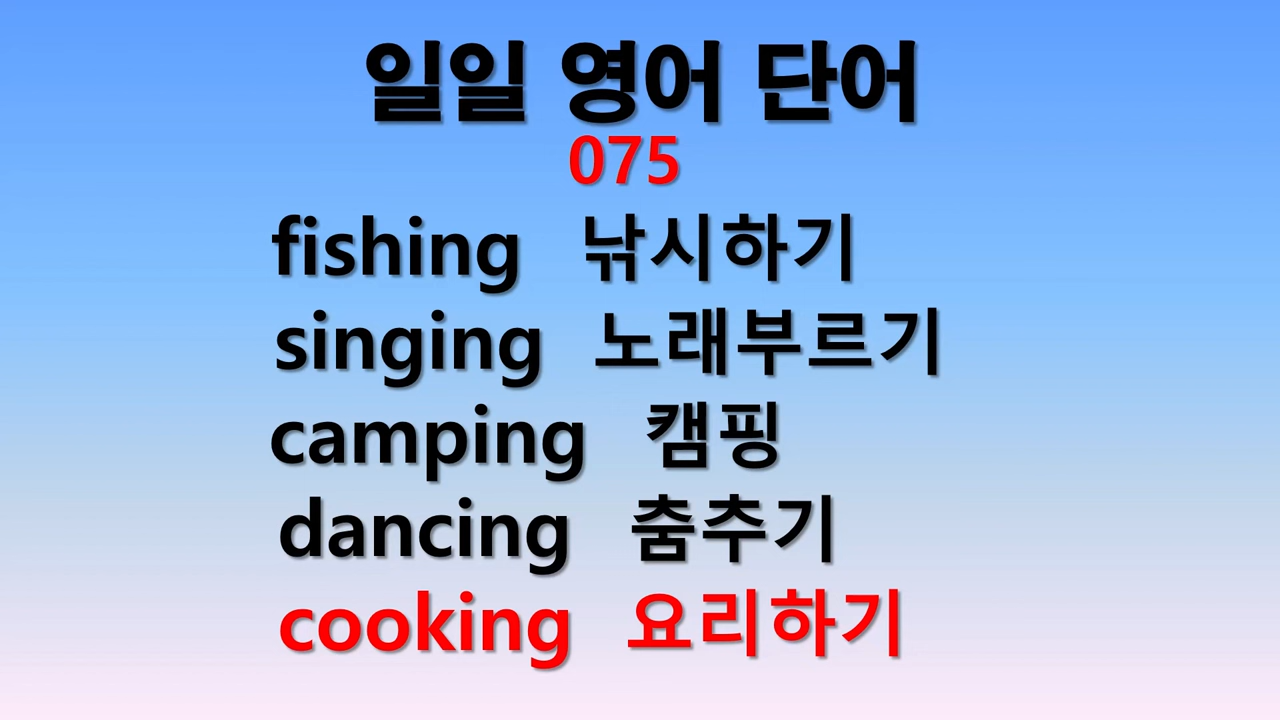 일일 영어 단어
075
fishing 낚시하기
singing 노래부르기
camping 캠핑
dancing 춤추기
cooking 요리하기